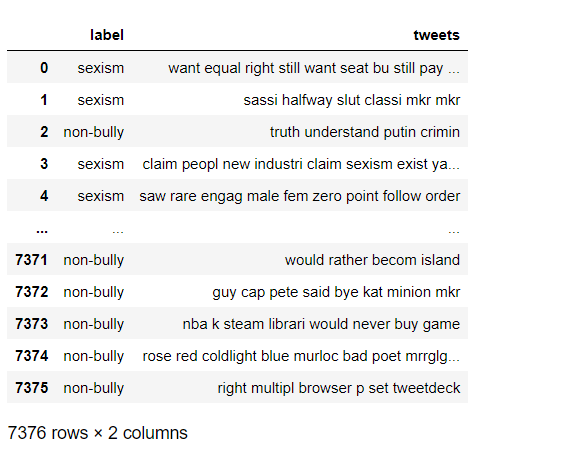 label tweets
0 sexism want equal right still want seat bu still pay ...
1 sexism sassi halfway slut classi mkr mkr
2 non-bully truth understand putin crimin
3 sexism claim peopl new industri claim sexism exist ya...
4 sexism saw rare engag male fem zero point follow order
... ... ...
7371 non-bully would rather becom island
7372 non-bully guy cap pete said bye kat minion mkr
7373 non-bully nba k steam librari would never buy game
7374 non-bully rose red coldlight blue murloc bad poet mrrglg...
7375 non-bully right multipl browser p set tweetdeck
7376 rows × 2 columns